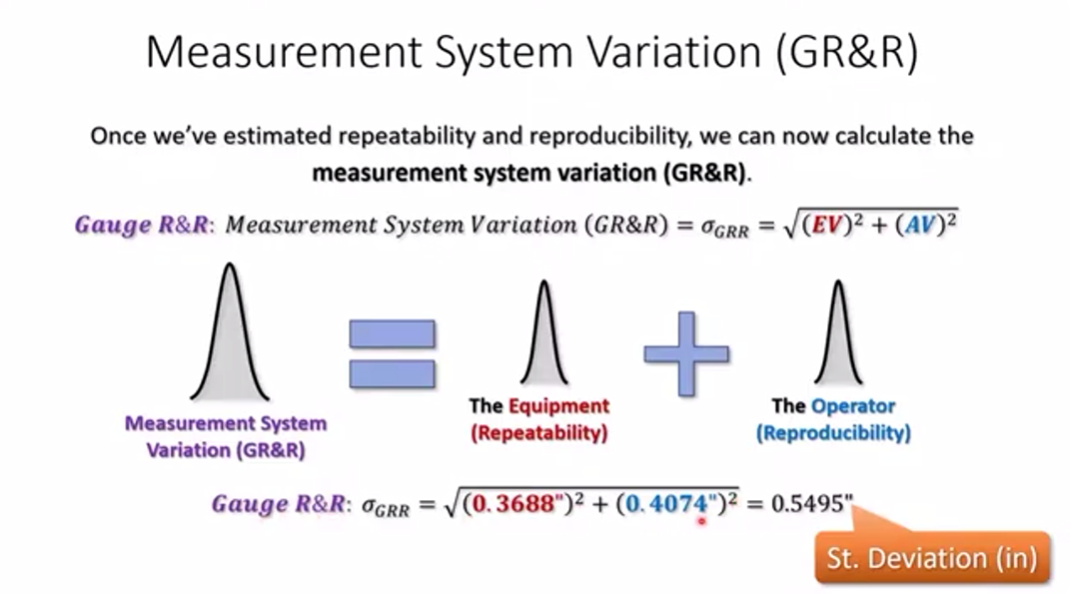 Measurement System Variation (GR&R)
Once we've estimated repeatability and reproducibility, we can now calculate the
measurement system variation (GR&R).
Gauge R&R: Measurement System Variation (GR&R) = σGRR = √(EV)² + (AV)²
The Equipment
(Repeatability)
The Operator
(Reproducibility)
Measurement System
Variation (GR&R)
Gauge R&R: σGRR = √(0.3688")² + (0.4074")² = 0.5495"
St. Deviation (in)